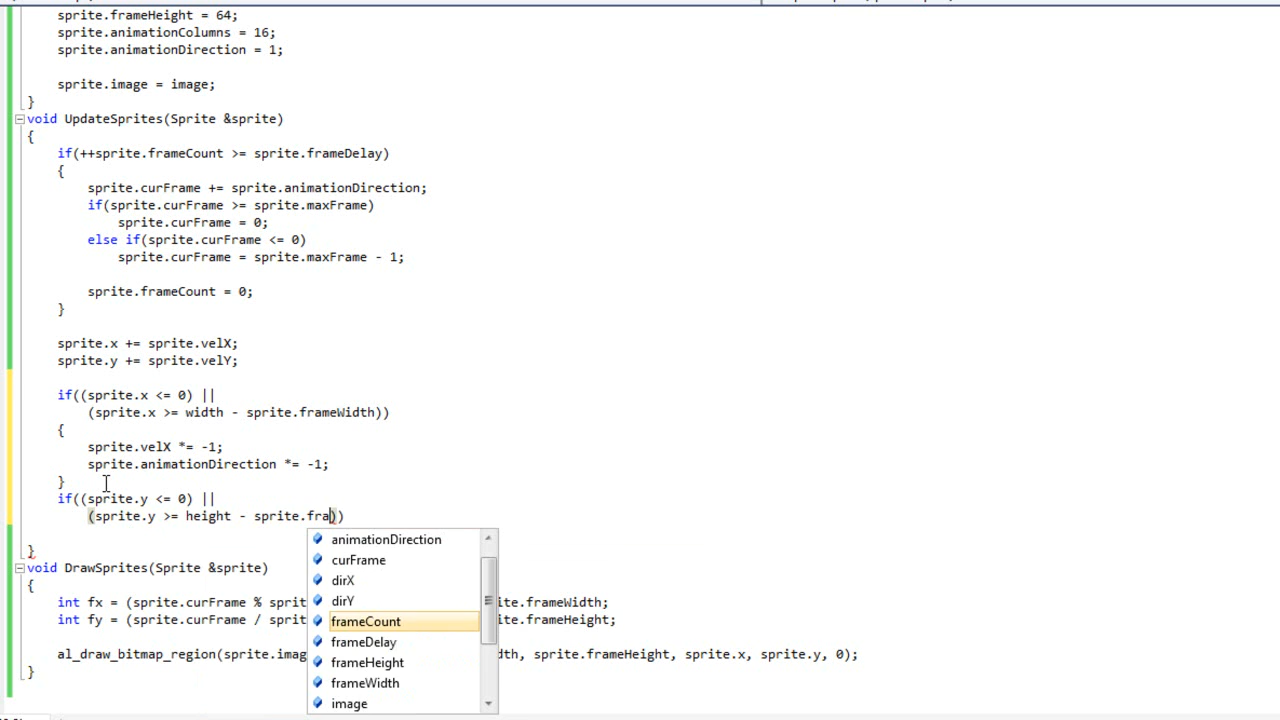 sprite.frameHeight = 64;
sprite.animationColumns = 16;
sprite.animationDirection = 1;
sprite.image = image;
}
void UpdateSprites(Sprite &sprite)
{
if(++sprite.frameCount >= sprite.frameDelay)
{
sprite.curFrame += sprite.animationDirection;
if(sprite.curFrame >= sprite.maxFrame)
sprite.curFrame = 0;
else if(sprite.curFrame <= 0)
sprite.curFrame = sprite.maxFrame - 1;
sprite.frameCount = 0;
}
sprite.x += sprite.velX;
sprite.y += sprite.velY;
if((sprite.x <= 0) ||
(sprite.x >= width - sprite.frameWidth))
{
sprite.velX *= -1;
sprite.animationDirection *= -1;
}
if((sprite.y <= 0) ||
(sprite.y >= height - sprite.fra))
animationDirection
curFrame
dirX
dirY
frameCount
frameDelay
frameHeight
frameWidth
image
}
void DrawSprites(Sprite &sprite)
{
int fx = (sprite.curFrame % sprit ite.frameWidth;
int fy = (sprite.curFrame / sprit ite.frameHeight;
al_draw_bitmap_region(sprite.imag dth, sprite.frameHeight, sprite.x, sprite.y, 0);
}